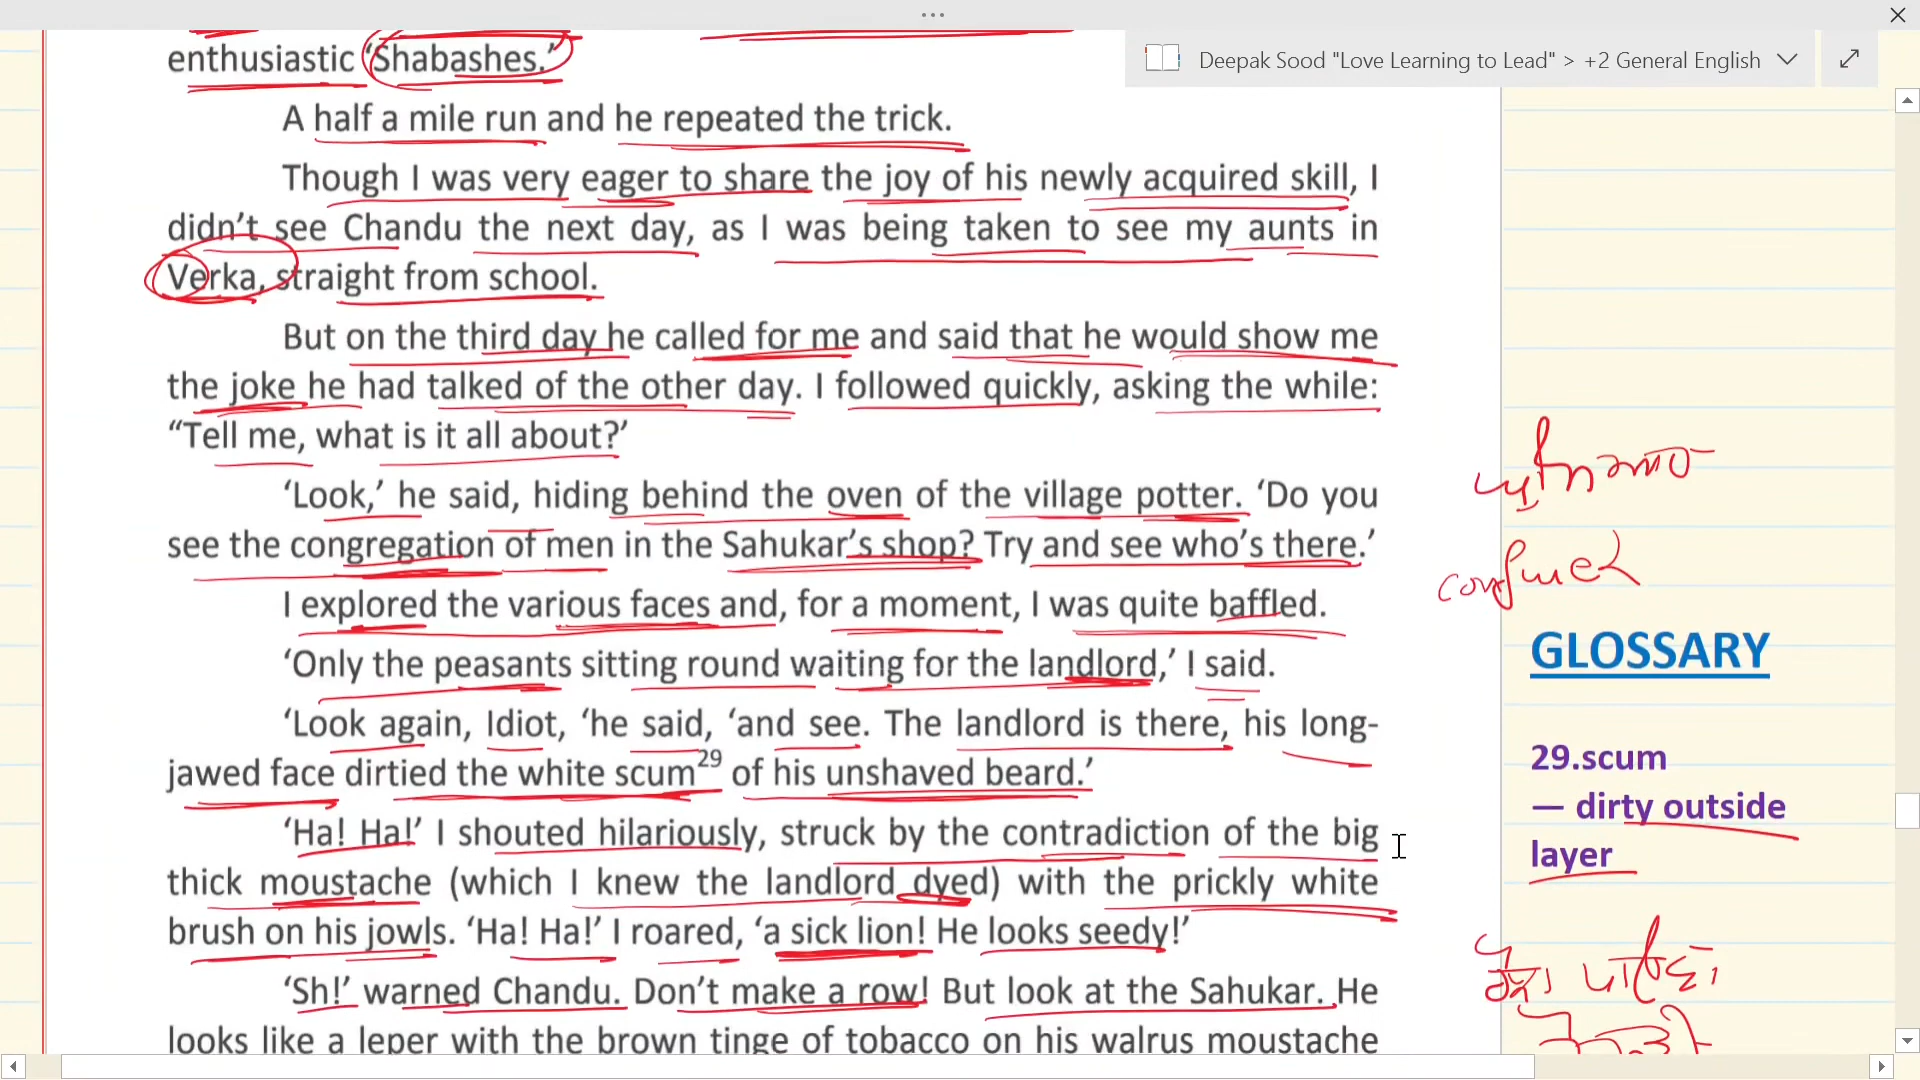 enthusiastic ‘Shabashes.’
Deepak Sood "Love Learning to Lead" > +2 General English
A half a mile run and he repeated the trick.
Though I was very eager to share the joy of his newly acquired skill, I
didn’t see Chandu the next day, as I was being taken to see my aunts in
Verka, straight from school.
But on the third day he called for me and said that he would show me
the joke he had talked of the other day. I followed quickly, asking the while:
“Tell me, what is it all about?’
‘Look,’ he said, hiding behind the oven of the village potter. ‘Do you
see the congregation of men in the Sahukar’s shop? Try and see who’s there.’
confused
I explored the various faces and, for a moment, I was quite baffled.
GLOSSARY
‘Only the peasants sitting round waiting for the landlord,’ I said.
‘Look again, Idiot, ‘he said, ‘and see. The landlord is there, his long-
jawed face dirtied the white scum29 of his unshaved beard.’
29.scum
— dirty outside
layer
‘Ha! Ha!’ I shouted hilariously, struck by the contradiction of the big
thick moustache (which I knew the landlord dyed) with the prickly white
brush on his jowls. ‘Ha! Ha!’ I roared, ‘a sick lion! He looks seedy!’
‘Sh!’ warned Chandu. Don’t make a row! But look at the Sahukar. He
looks like a leper with the brown tinge of tobacco on his walrus moustache